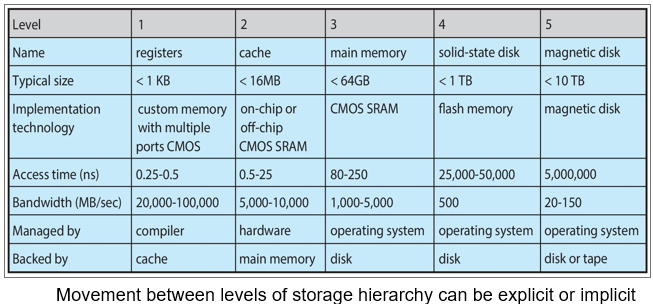 Level 1 2 3 4 5
Name registers cache main memory solid-state disk magnetic disk
Typical size < 1 KB < 16MB < 64GB < 1 TB < 10 TB
Implementation custom memory on-chip or CMOS SRAM flash memory magnetic disk
technology with multiple off-chip
ports CMOS CMOS SRAM
Access time (ns) 0.25-0.5 0.5-25 80-250 25,000-50,000 5,000,000
Bandwidth (MB/sec) 20,000-100,000 5,000-10,000 1,000-5,000 500 20-150
Managed by compiler hardware operating system operating system operating system
Backed by cache main memory disk disk disk or tape
Movement between levels of storage hierarchy can be explicit or implicit